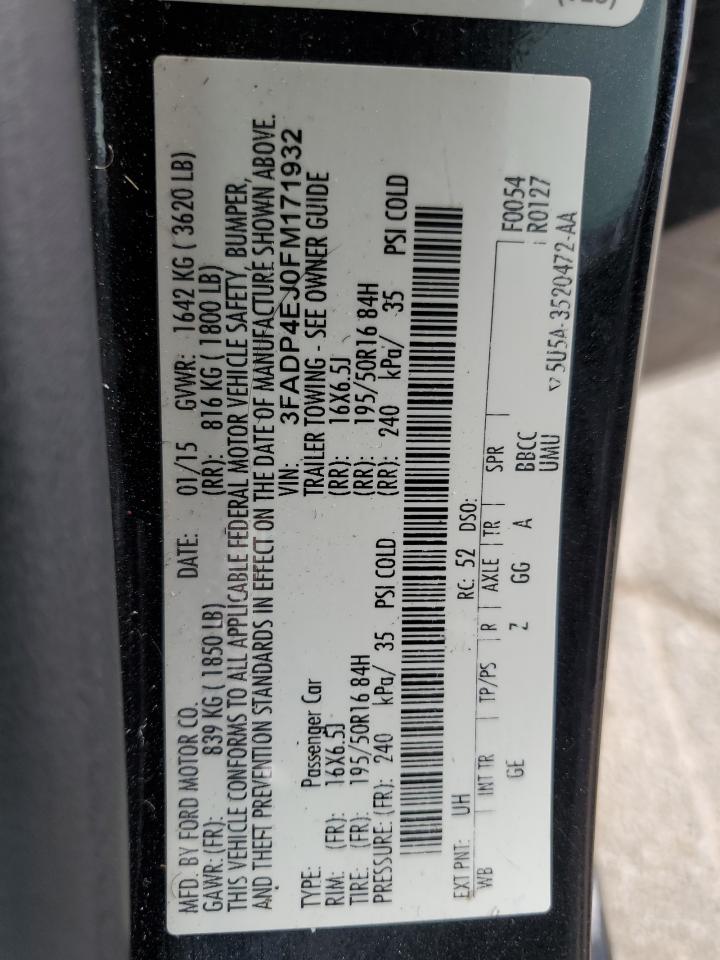 MFD. BY FORD MOTOR CO. DATE: 01/15 GVWR: 1642 KG ( 3620 LB)
GAWR: (FR): 839 KG ( 1850 LB) (RR): 816 KG ( 1800 LB)
THIS VEHICLE CONFORMS TO ALL APPLICABLE FEDERAL MOTOR VEHICLE SAFETY, BUMPER,
AND THEFT PREVENTION STANDARDS IN EFFECT ON THE DATE OF MANUFACTURE SHOWN ABOVE.
VIN: 3FADP4EJ0FM171932
TYPE: Passenger Car TRAILER TOWING - SEE OWNER GUIDE
RIM: (FR): 16X6.5J (RR): 16X6.5J
TIRE: (FR): 195/50R16 84H (RR): 195/50R16 84H
PRESSURE: (FR): 240 kPa/ 35 PSI COLD (RR): 240 kPa/ 35 PSI COLD
EXT PNT: UH RC: 52 DSO: F0054
WB INT TR TP/PS R AXLE TR SPR R0127
GE Z GG A BBCC
UMU
5U5A-3520472-AA